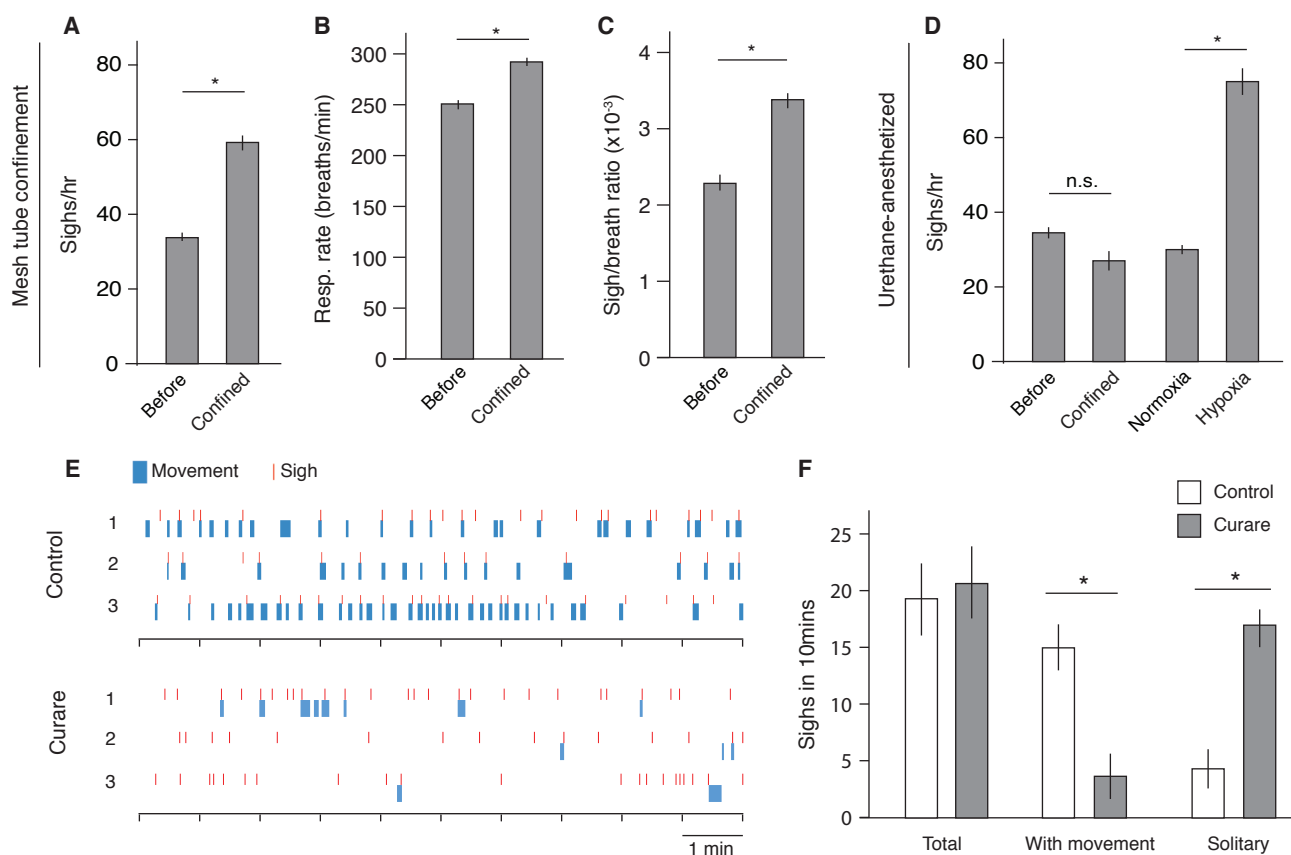 A
Mesh tube confinement
Sighs/hr
80
60
40
20
0
*
Before
Confined
B
Resp. rate (breaths/min)
300
250
200
150
100
50
0
*
Before
Confined
C
Sigh/breath ratio (x10⁻³)
4
3
2
1
0
*
Before
Confined
D
Urethane-anesthetized
Sighs/hr
80
60
40
20
0
n.s.
*
Before
Confined
Normoxia
Hypoxia
E
Movement
Sigh
Control
1
2
3
Curare
1
2
3
1 min
F
Control
Curare
Sighs in 10mins
25
20
15
10
5
0
*
*
Total
With movement
Solitary